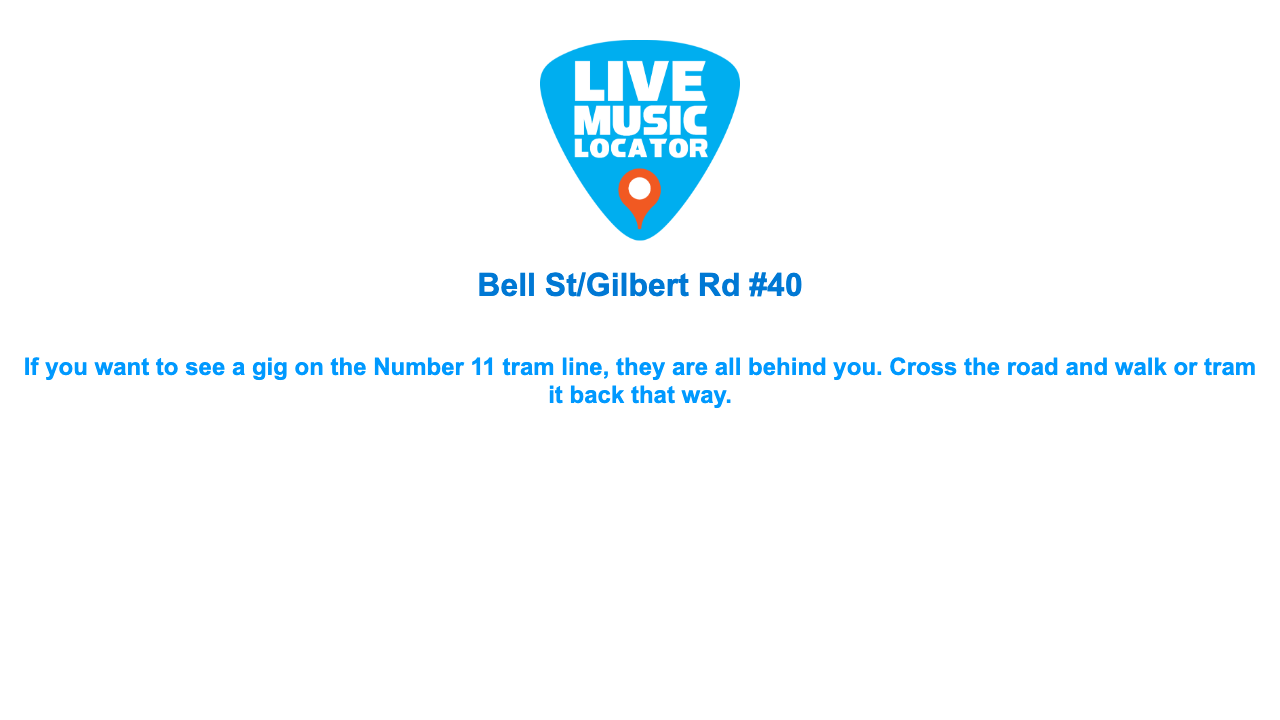 LIVE
MUSIC
LOCATOR
Bell St/Gilbert Rd #40
If you want to see a gig on the Number 11 tram line, they are all behind you. Cross the road and walk or tram
it back that way.